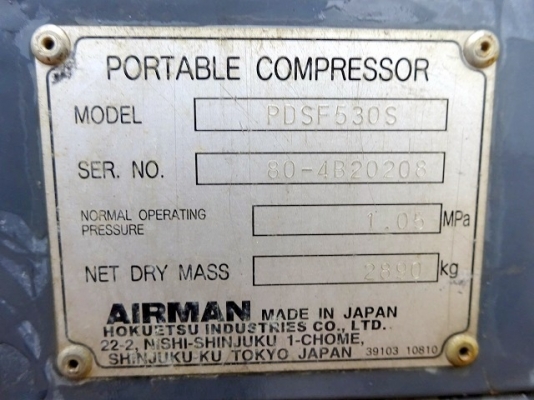 PORTABLE COMPRESSOR
MODEL PDSF530S
SER. NO. 80-4B20208
NORMAL OPERATING
PRESSURE 1.05 MPa
NET DRY MASS kg
AIRMAN MADE IN JAPAN
HOKUETSU INDUSTRIES CO., LTD.
22-2, NISHI-SHINJUKU 1-CHOME,
SHINJUKU-KU TOKYO JAPAN 39103 10810